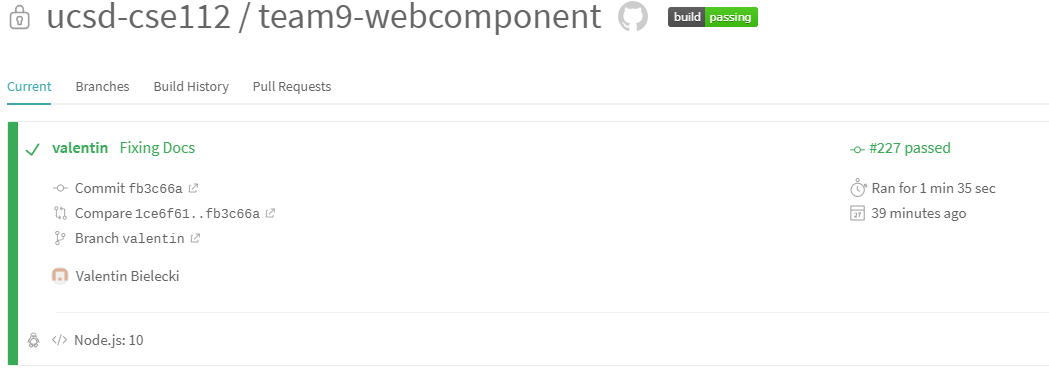 ucsd-cse112 / team9-webcomponent build passing
Current Branches Build History Pull Requests
valentin Fixing Docs #227 passed
Commit fb3c66a Ran for 1 min 35 sec
Compare 1ce6f61..fb3c66a 27 39 minutes ago
Branch valentin
Valentin Bielecki
</> Node.js: 10